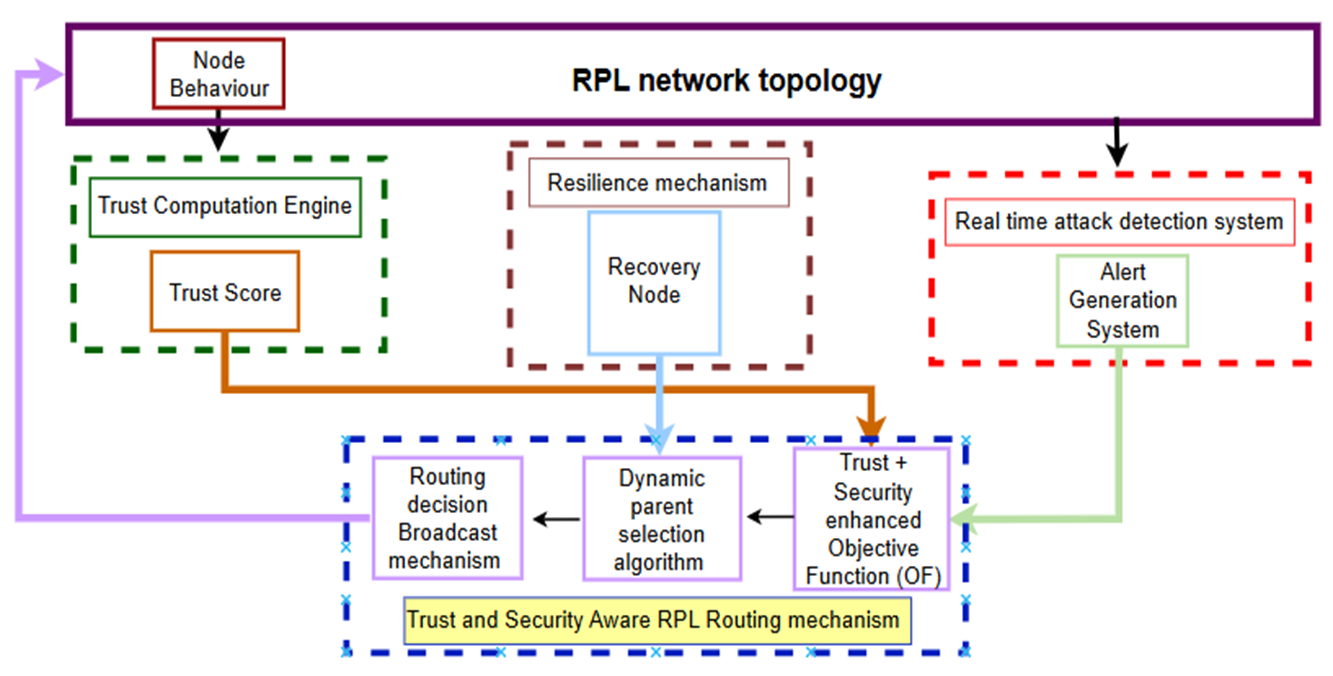 Node
Behaviour
RPL network topology
Trust Computation Engine
Trust Score
Resilience mechanism
Recovery
Node
Real time attack detection system
Alert
Generation
System
Routing
decision
Broadcast
mechanism
Dynamic
parent
selection
algorithm
Trust +
Security
enhanced
Objective
Function (OF)
Trust and Security Aware RPL Routing mechanism